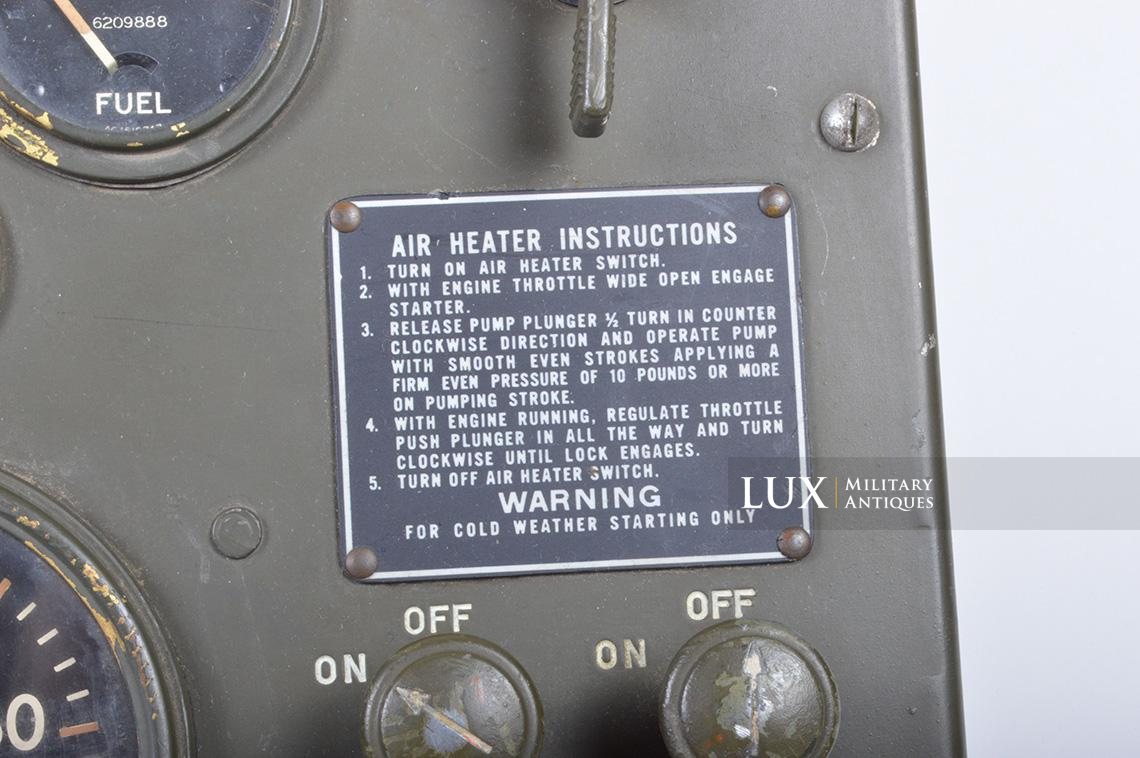 6209888
FUEL
AIR HEATER INSTRUCTIONS
1. TURN ON AIR HEATER SWITCH.
2. WITH ENGINE THROTTLE WIDE OPEN ENGAGE
STARTER.
3. RELEASE PUMP PLUNGER ½ TURN IN COUNTER
CLOCKWISE DIRECTION AND OPERATE PUMP
WITH SMOOTH EVEN STROKES APPLYING A
FIRM EVEN PRESSURE OF 10 POUNDS OR MORE
ON PUMPING STROKE.
4. WITH ENGINE RUNNING, REGULATE THROTTLE
PUSH PLUNGER IN ALL THE WAY AND TURN
CLOCKWISE UNTIL LOCK ENGAGES.
5. TURN OFF AIR HEATER SWITCH.
WARNING
FOR COLD WEATHER STARTING ONLY
LUX MILITARY
ANTIQUES
OFF
OFF
ON
ON